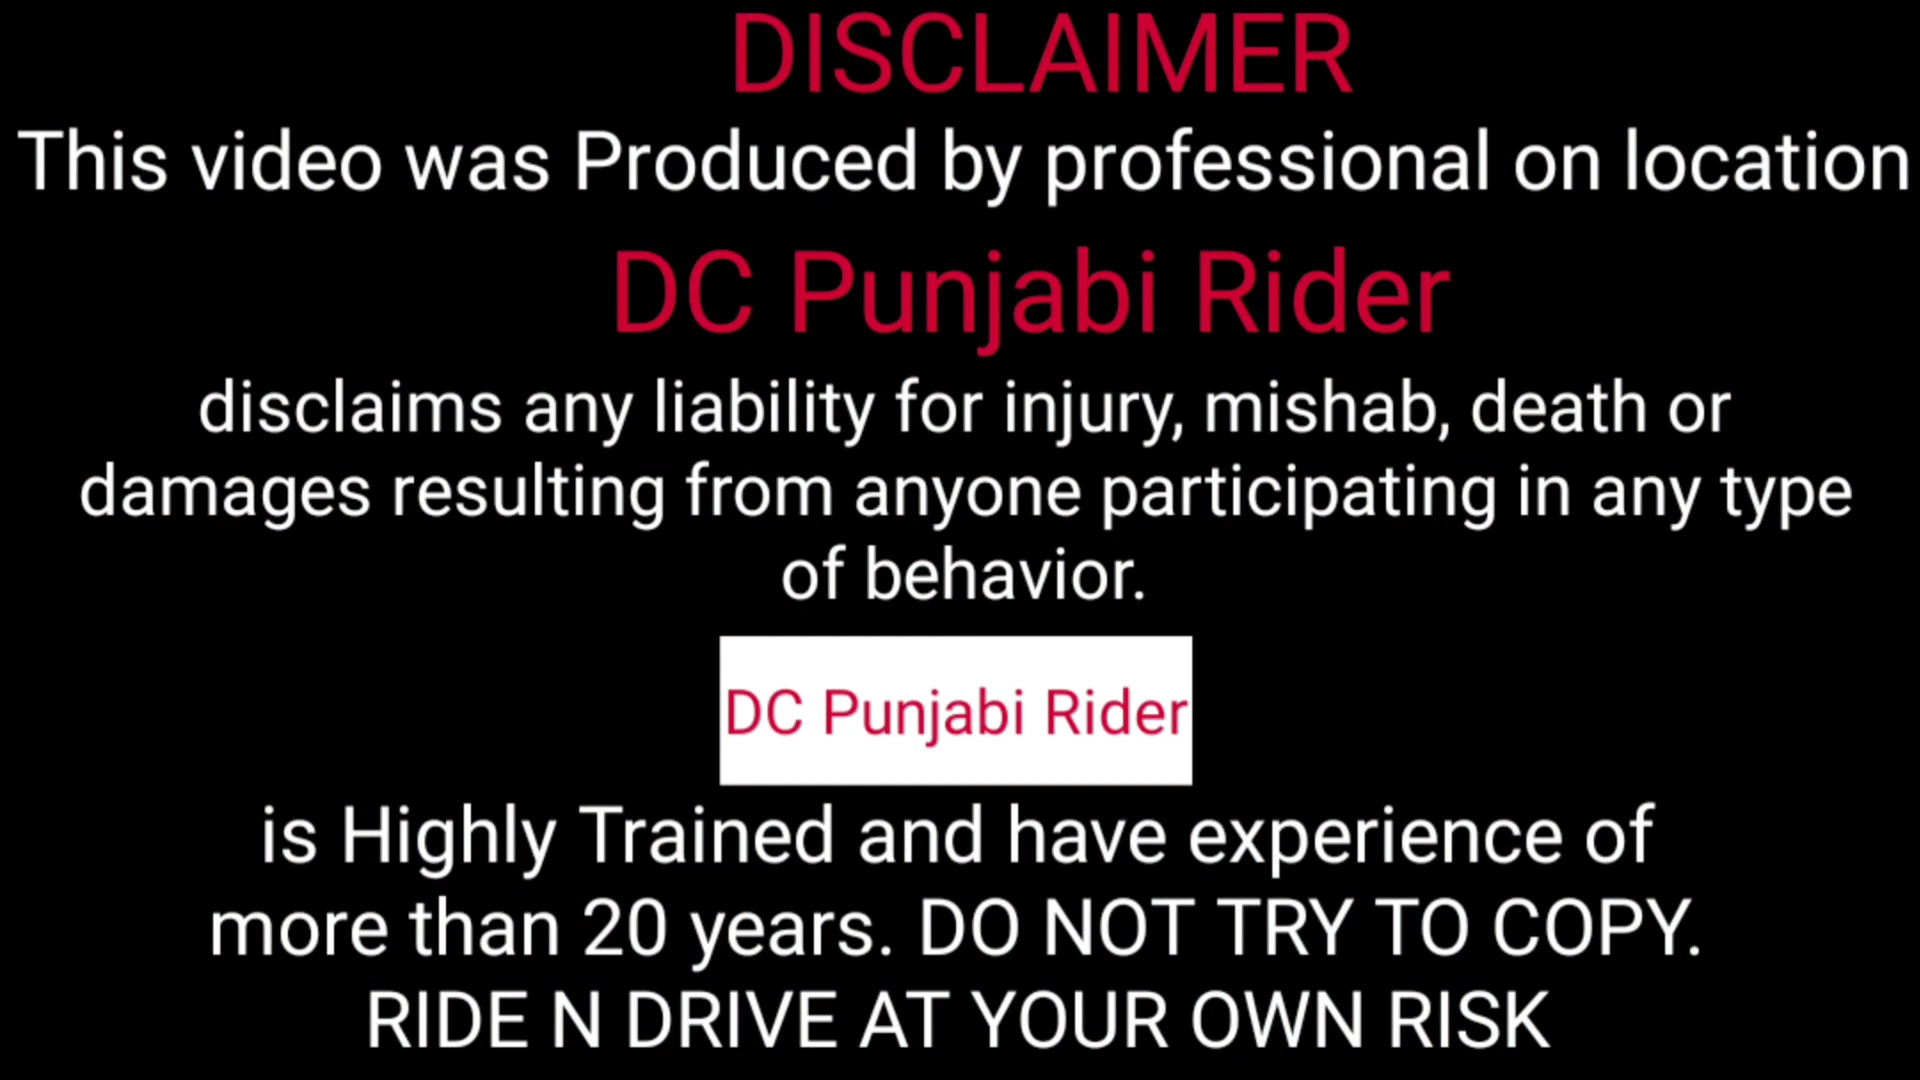 DISCLAIMER
This video was Produced by professional on location
DC Punjabi Rider
disclaims any liability for injury, mishab, death or
damages resulting from anyone participating in any type
of behavior.
DC Punjabi Rider
is Highly Trained and have experience of
more than 20 years. DO NOT TRY TO COPY.
RIDE N DRIVE AT YOUR OWN RISK